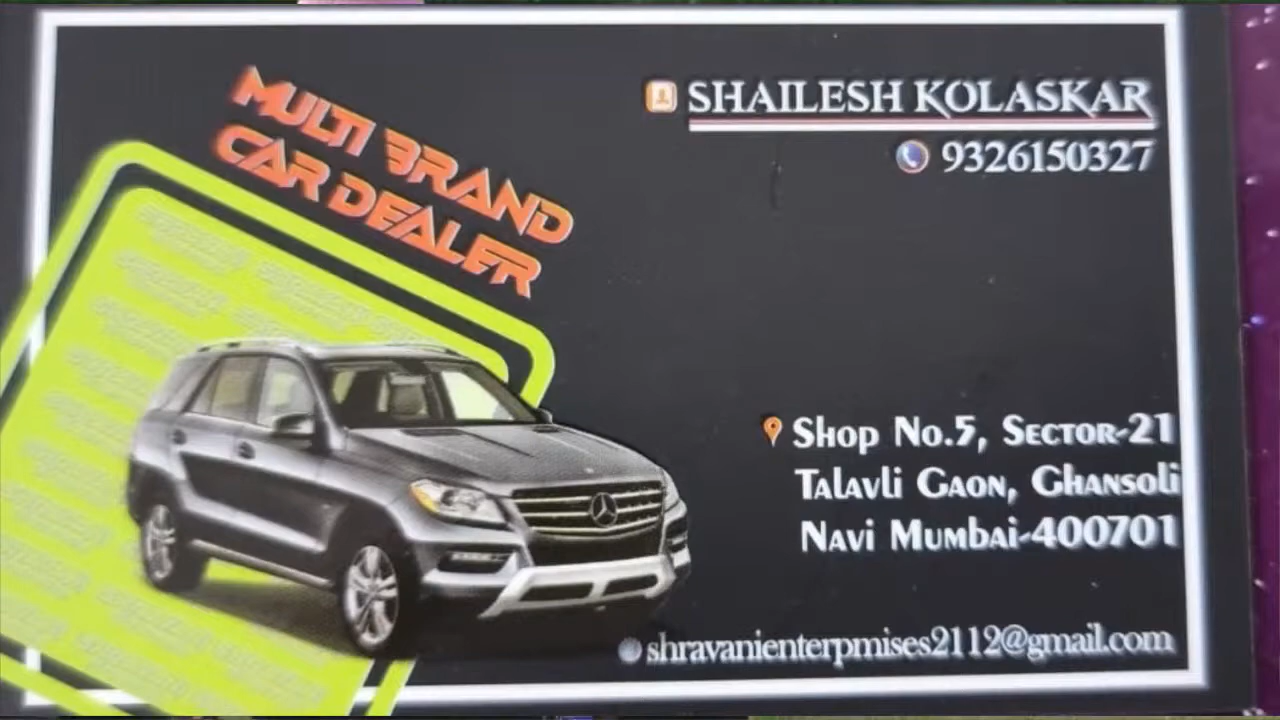 MULTI BRAND
CAR DEALER
SHAILESH KOLASKAR
9326150327
Shop No.5, Sector-21
Talavli Gaon, Ghansoli
Navi Mumbai-400701
shravanienterpmises2112@gmail.com